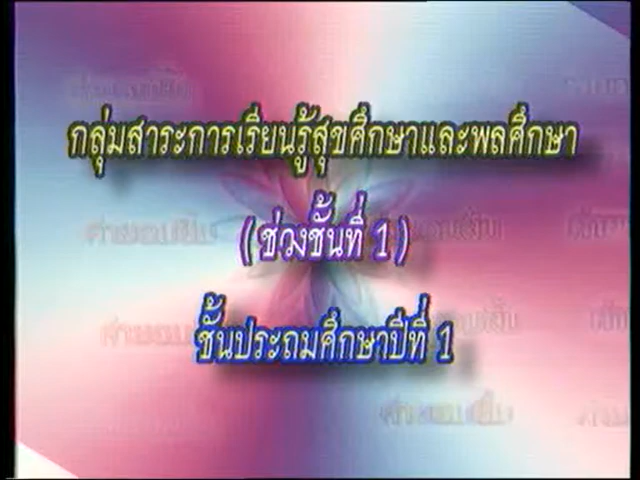 กลุ่มสาระการเรียนรู้สุขศึกษาและพลศึกษา
( ช่วงชั้นที่ 1 )
ชั้นประถมศึกษาปีที่ 1